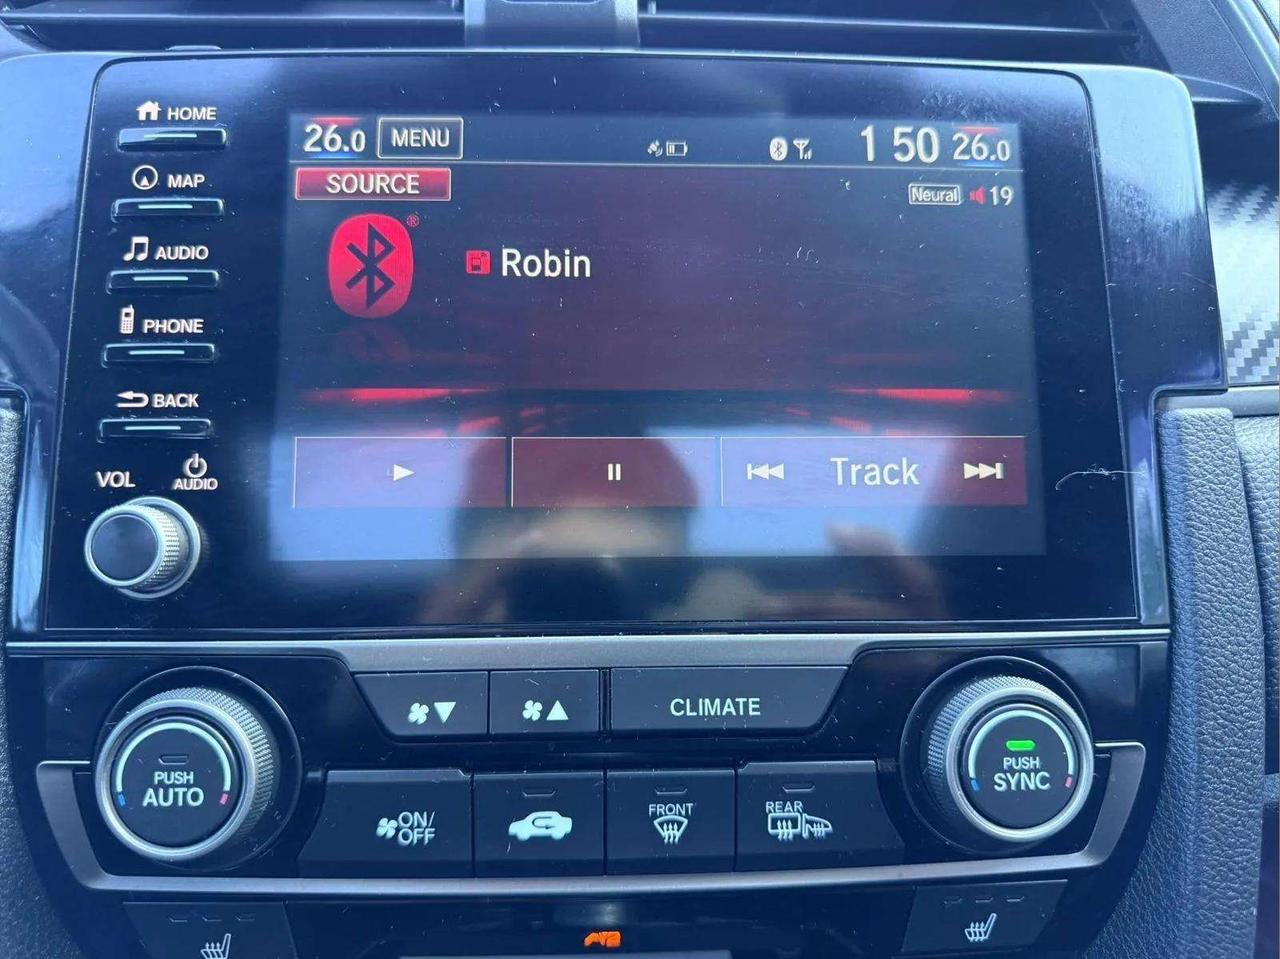 HOME
MAP
AUDIO
PHONE
BACK
VOL
AUDIO
26.0 MENU 1 50 26.0
SOURCE Neural 19
®
Robin
Track
CLIMATE
PUSH
AUTO
ON/
OFF
FRONT
REAR
PUSH
SYNC